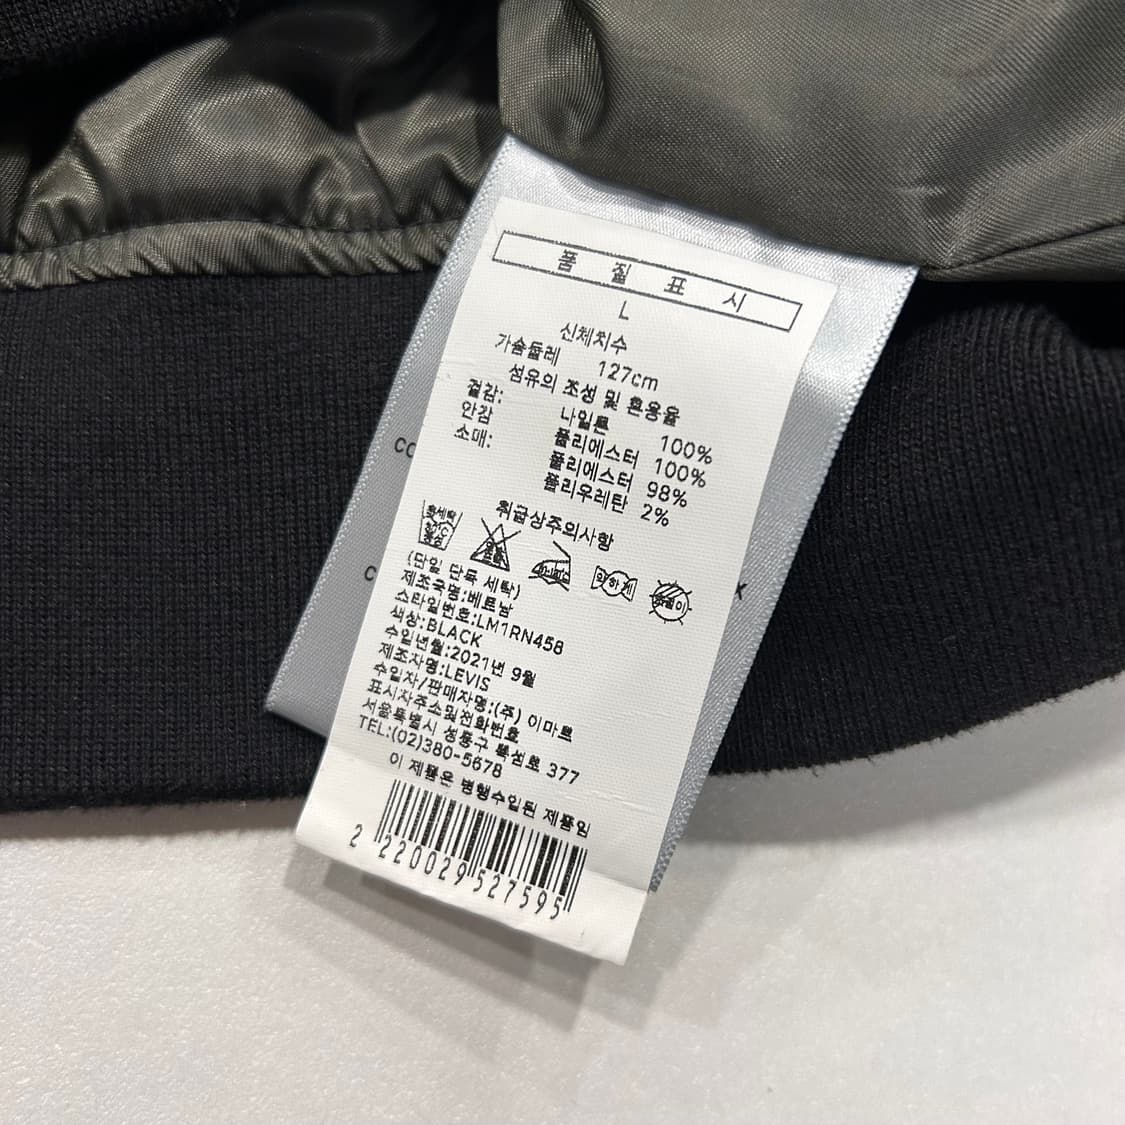 품 질 표 시
L
신체치수
가슴둘레 127cm
섬유의 조성 및 혼용율
겉감: 나일론 100%
안감 폴리에스터 100%
소매: 폴리에스터 98%
폴리우레탄 2%
취급상주의사항
약하게
(단일 단독 세탁)
제조국명:베트남
스타일번호:LM1RN458
색상:BLACK
수입년월:2021년 9월
제조자명:LEVIS
수입자/판매자명:(주) 이마트
표시자주소및전화번호
서울특별시 성동구 뚝섬로 377
TEL:(02)380-5678
이 제품은 병행수입된 제품임
2 220029 527595